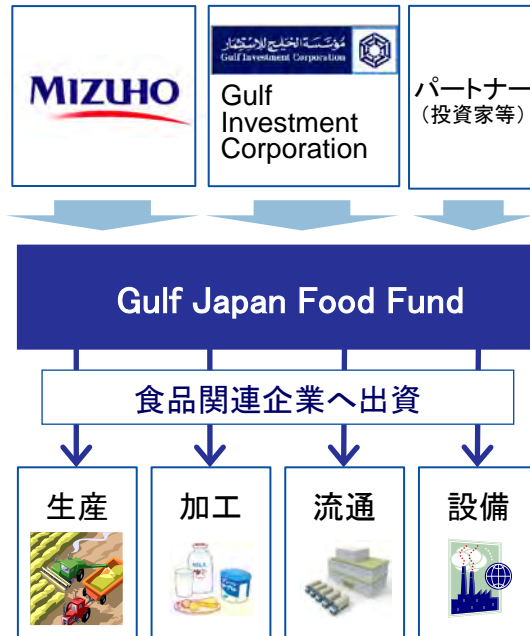 MIZUHO
مؤسسة الخليج للاستثمار
Gulf Investment Corporation
Gulf
Investment
Corporation
パートナー
(投資家等)
Gulf Japan Food Fund
食品関連企業へ出資
生産
加工
流通
設備
MILK